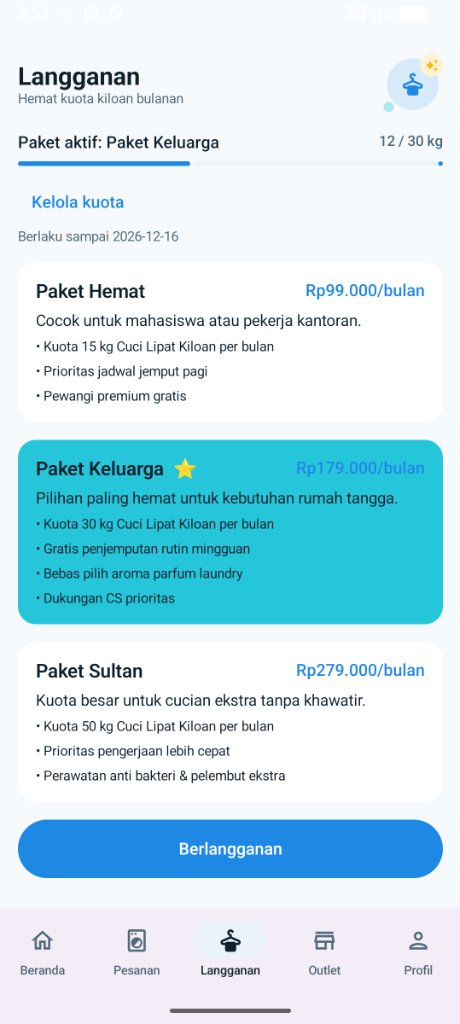 2:52
5G
Langganan
Hemat kuota kiloan bulanan
Paket aktif: Paket Keluarga
12 / 30 kg
Kelola kuota
Berlaku sampai 2026-12-16
Paket Hemat
Rp99.000/bulan
Cocok untuk mahasiswa atau pekerja kantoran.
• Kuota 15 kg Cuci Lipat Kiloan per bulan
• Prioritas jadwal jemput pagi
• Pewangi premium gratis
Paket Keluarga ⭐
Rp179.000/bulan
Pilihan paling hemat untuk kebutuhan rumah tangga.
• Kuota 30 kg Cuci Lipat Kiloan per bulan
• Gratis penjemputan rutin mingguan
• Bebas pilih aroma parfum laundry
• Dukungan CS prioritas
Paket Sultan
Rp279.000/bulan
Kuota besar untuk cucian ekstra tanpa khawatir.
• Kuota 50 kg Cuci Lipat Kiloan per bulan
• Prioritas pengerjaan lebih cepat
• Perawatan anti bakteri & pelembut ekstra
Berlangganan
Beranda
Pesanan
Langganan
Outlet
Profil